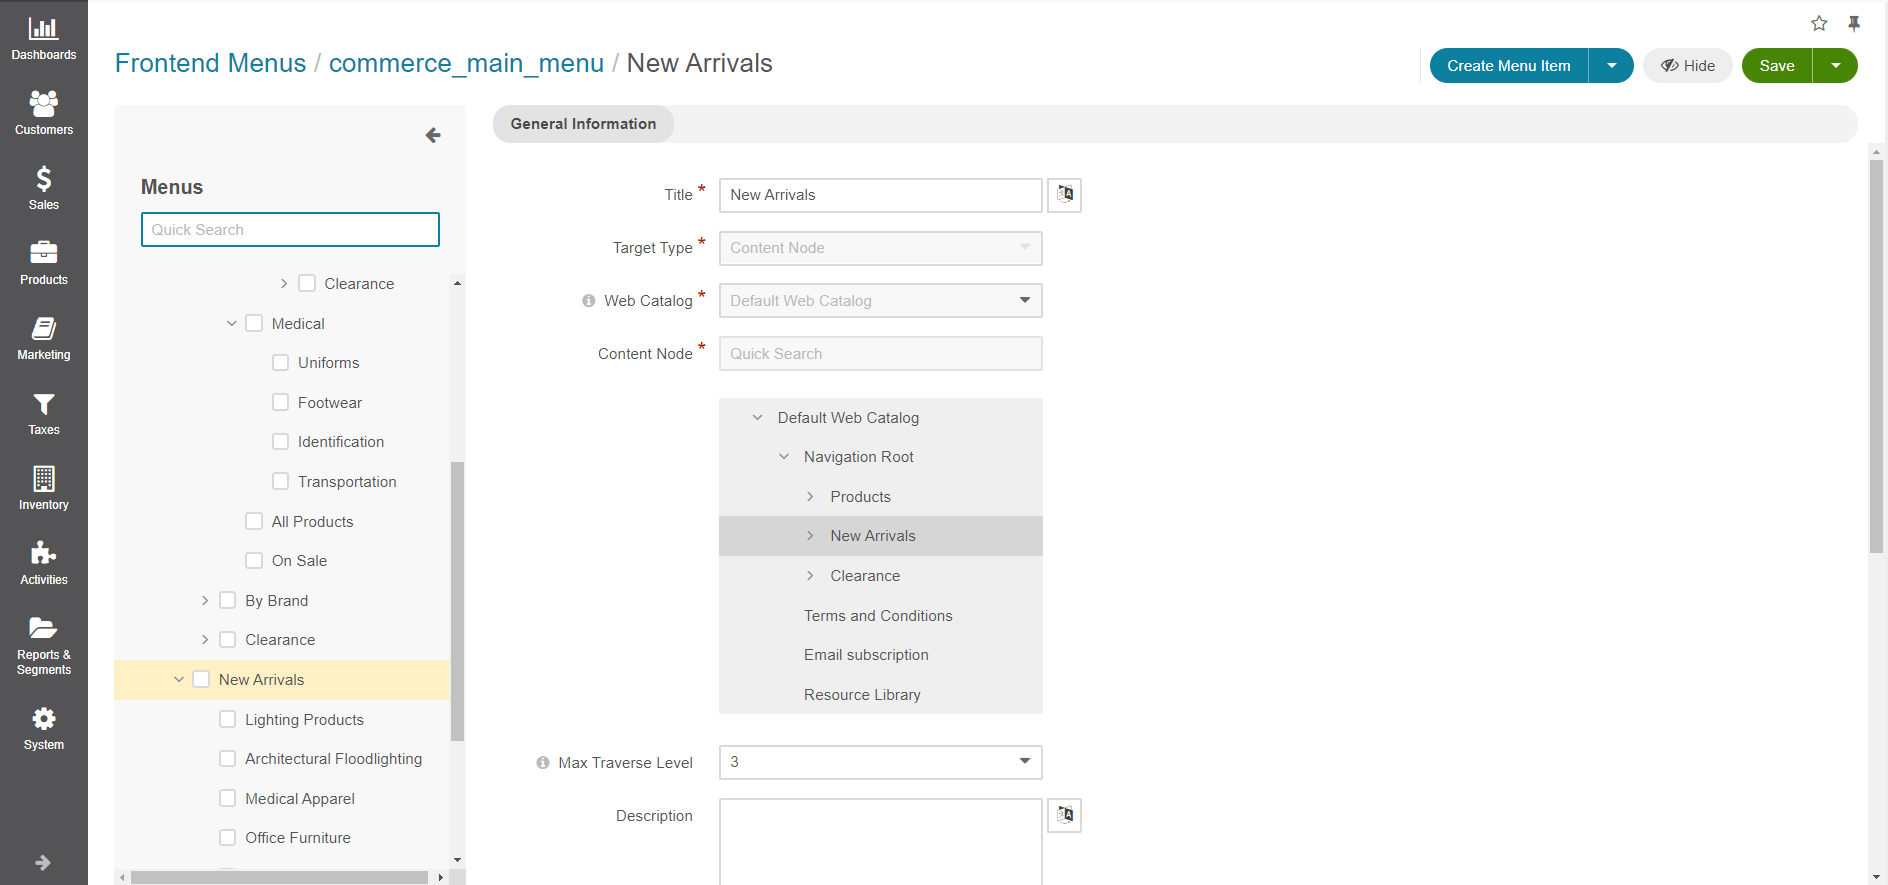 Dashboards
Customers
Sales
Products
Marketing
Taxes
Inventory
Activities
Reports &
Segments
System
Frontend Menus / commerce_main_menu / New Arrivals
Create Menu Item
Hide
Save
Menus
Quick Search
Clearance
Medical
Uniforms
Footwear
Identification
Transportation
All Products
On Sale
By Brand
Clearance
New Arrivals
Lighting Products
Architectural Floodlighting
Medical Apparel
Office Furniture
General Information
Title * New Arrivals
Target Type * Content Node
Web Catalog * Default Web Catalog
Content Node * Quick Search
Default Web Catalog
Navigation Root
Products
New Arrivals
Clearance
Terms and Conditions
Email subscription
Resource Library
Max Traverse Level 3
Description